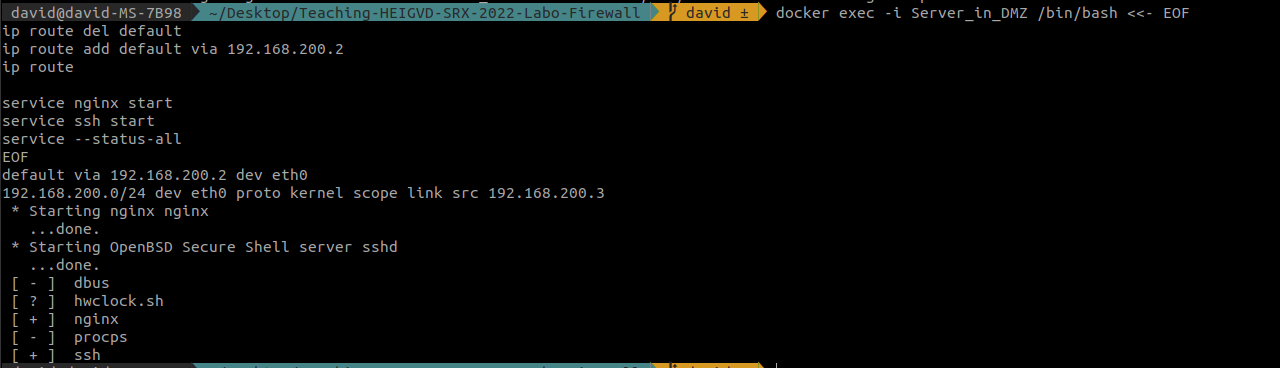 david@david-MS-7B98 ~/Desktop/Teaching-HEIGVD-SRX-2022-Labo-Firewall david ± docker exec -i Server_in_DMZ /bin/bash <<- EOF
ip route del default
ip route add default via 192.168.200.2
ip route
service nginx start
service ssh start
service --status-all
EOF
default via 192.168.200.2 dev eth0
192.168.200.0/24 dev eth0 proto kernel scope link src 192.168.200.3
* Starting nginx nginx
...done.
* Starting OpenBSD Secure Shell server sshd
...done.
[ - ] dbus
[ ? ] hwclock.sh
[ + ] nginx
[ - ] procps
[ + ] ssh